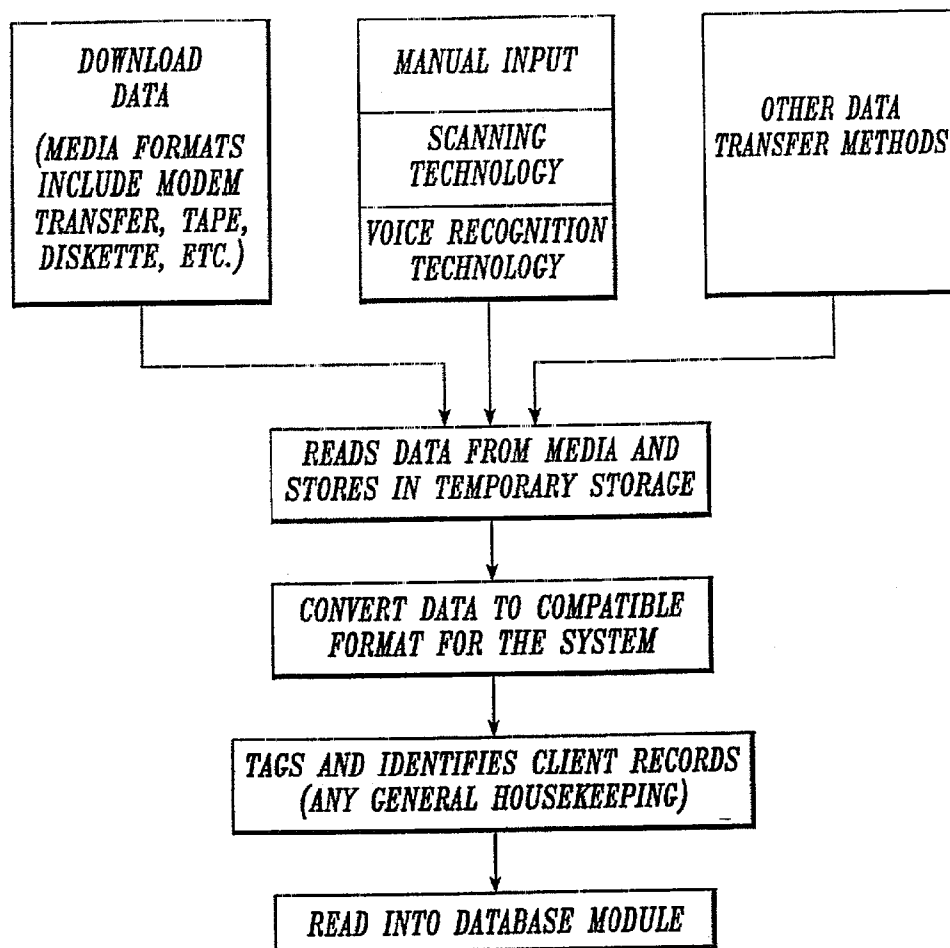 DOWNLOAD
DATA
(MEDIA FORMATS
INCLUDE MODEM
TRANSFER, TAPE,
DISKETTE, ETC.)
MANUAL INPUT
SCANNING
TECHNOLOGY
VOICE RECOGNITION
TECHNOLOGY
OTHER DATA
TRANSFER METHODS
READS DATA FROM MEDIA AND
STORES IN TEMPORARY STORAGE
CONVERT DATA TO COMPATIBLE
FORMAT FOR THE SYSTEM
TAGS AND IDENTIFIES CLIENT RECORDS
(ANY GENERAL HOUSEKEEPING)
READ INTO DATABASE MODULE